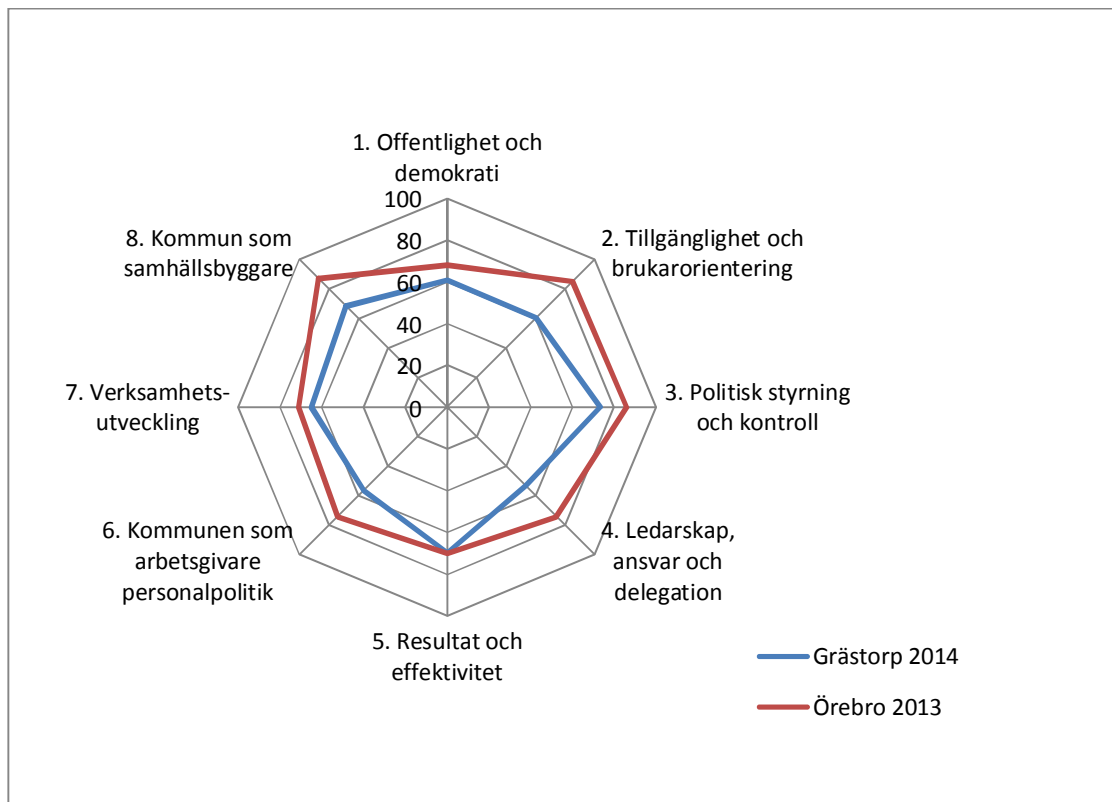 1. Offentlighet och
demokrati
100
80
60
40
20
0
2. Tillgänglighet och
brukarorientering
3. Politisk styrning
och kontroll
4. Ledarskap,
ansvar och
delegation
5. Resultat och
effektivitet
6. Kommunen som
arbetsgivare
personalpolitik
7. Verksamhets-
utveckling
8. Kommun som
samhällsbyggare
Grästorp 2014
Örebro 2013